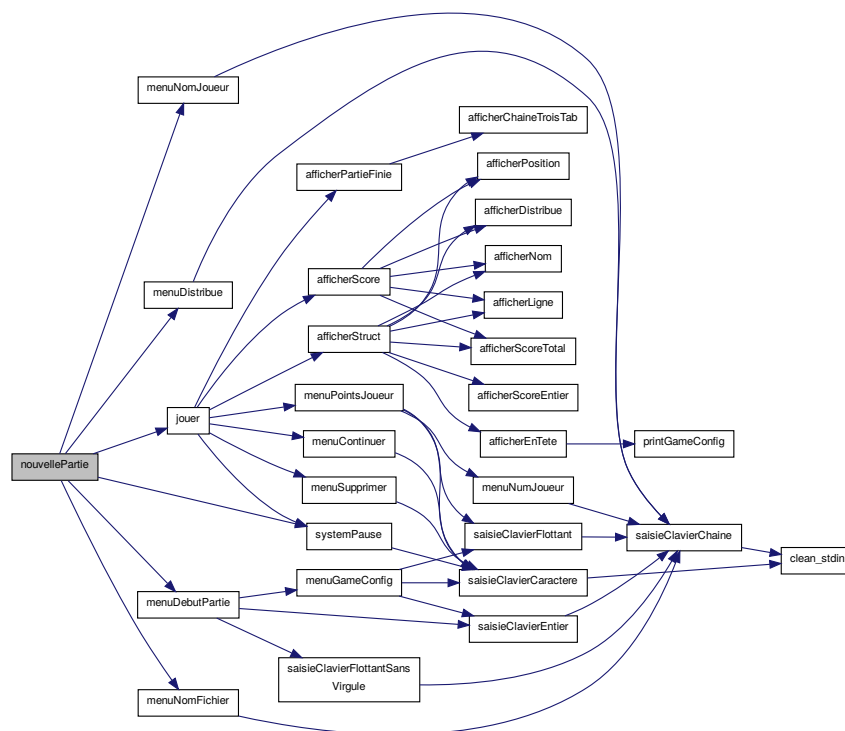 menuNomJoueur
afficherChaineTroisTab
afficherPosition
afficherPartieFinie
afficherDistribue
afficherNom
afficherScore
menuDistribue
afficherLigne
afficherStruct
afficherScoreTotal
menuPointsJoueur
afficherScoreEntier
jouer
menuContinuer
afficherEnTete
printGameConfig
nouvellePartie
menuSupprimer
menuNumJoueur
systemPause
saisieClavierFlottant
saisieClavierChaine
clean_stdin
menuGameConfig
saisieClavierCaractere
menuDebutPartie
saisieClavierEntier
saisieClavierFlottantSans
Virgule
menuNomFichier